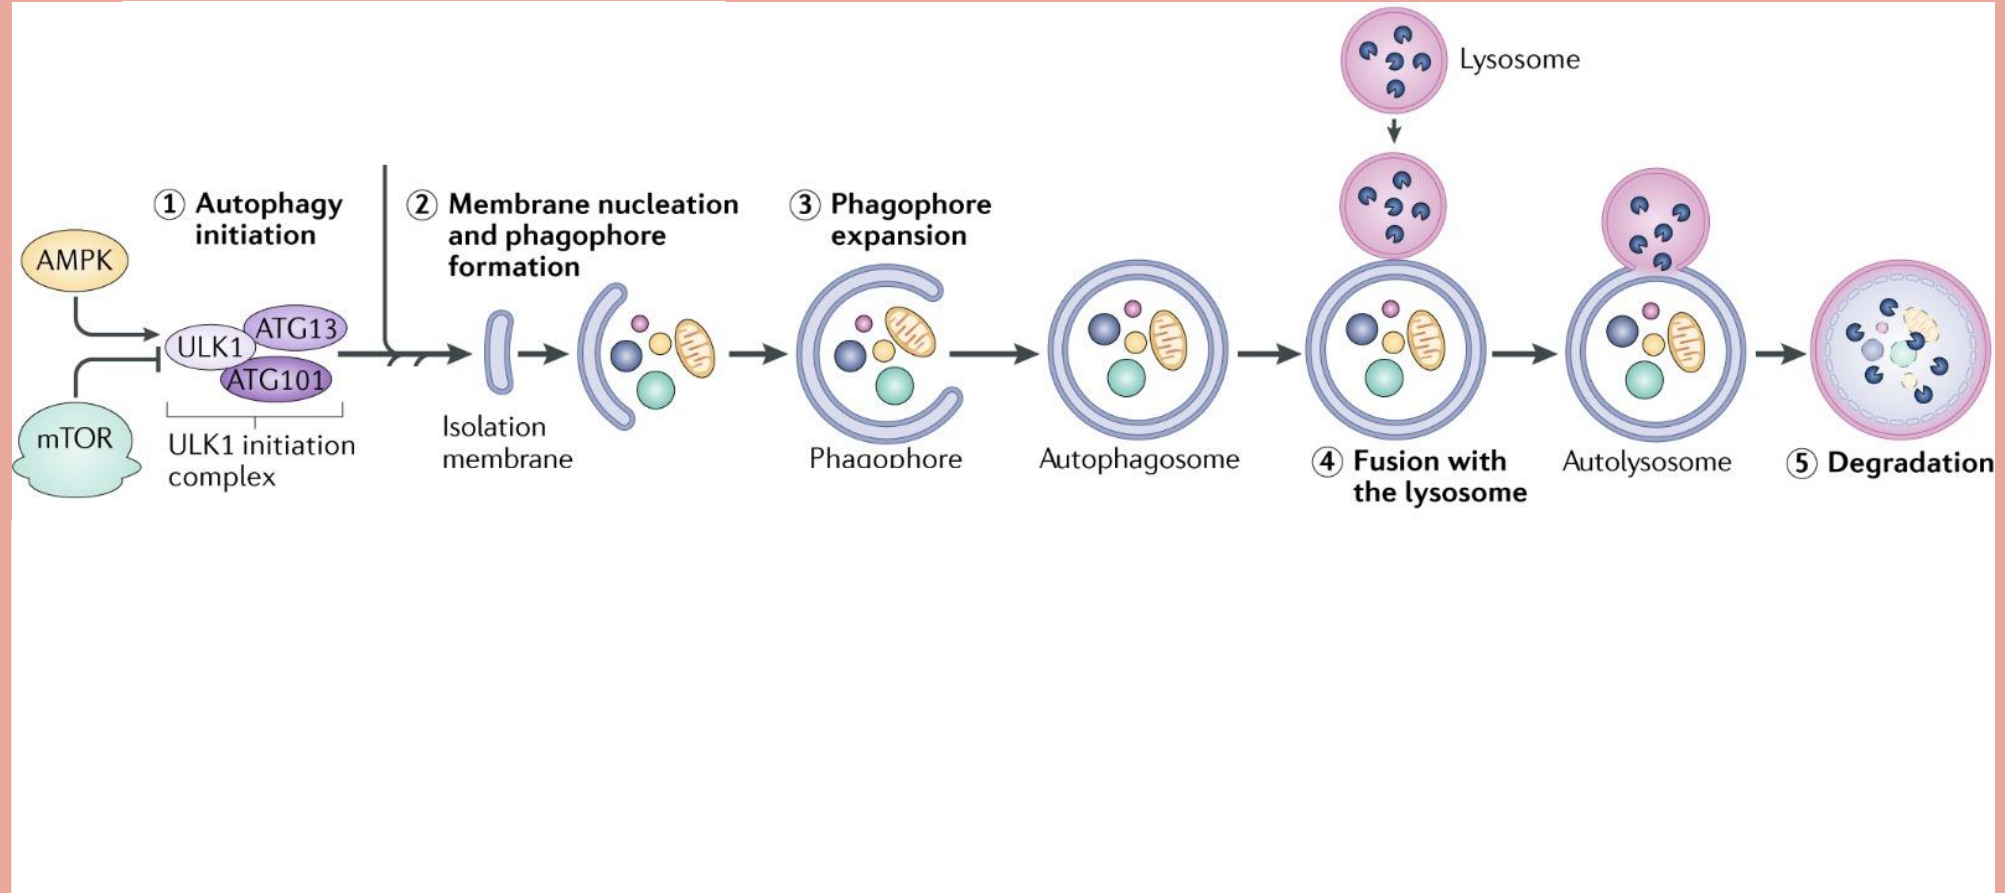 Lysosome
① Autophagy
initiation
② Membrane nucleation
and phagophore
formation
③ Phagophore
expansion
AMPK
ULK1
ATG13
ATG101
mTOR
ULK1 initiation
complex
Isolation
membrane
Phagophore
Autophagosome
④ Fusion with
the lysosome
Autolysosome
⑤ Degradation